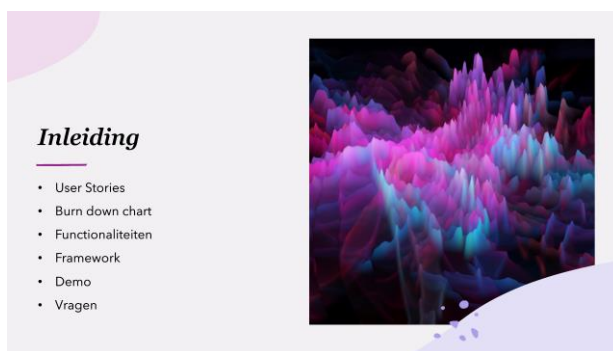 Inleiding
• User Stories
• Burn down chart
• Functionaliteiten
• Framework
• Demo
• Vragen